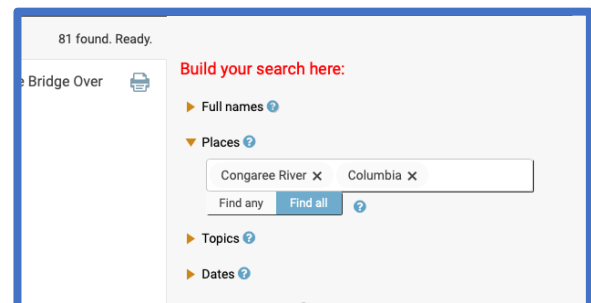 81 found. Ready.
e Bridge Over
Build your search here:
Full names ?
Places ?
Congaree River × Columbia ×
Find any Find all ?
Topics ?
Dates ?